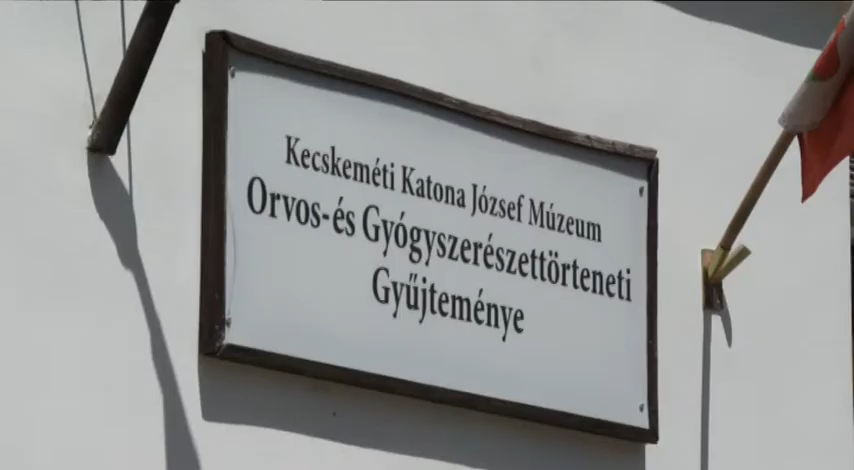 Kecskeméti Katona József Múzeum
Orvos-és Gyógyszerészettörteneti
Gyűjteménye